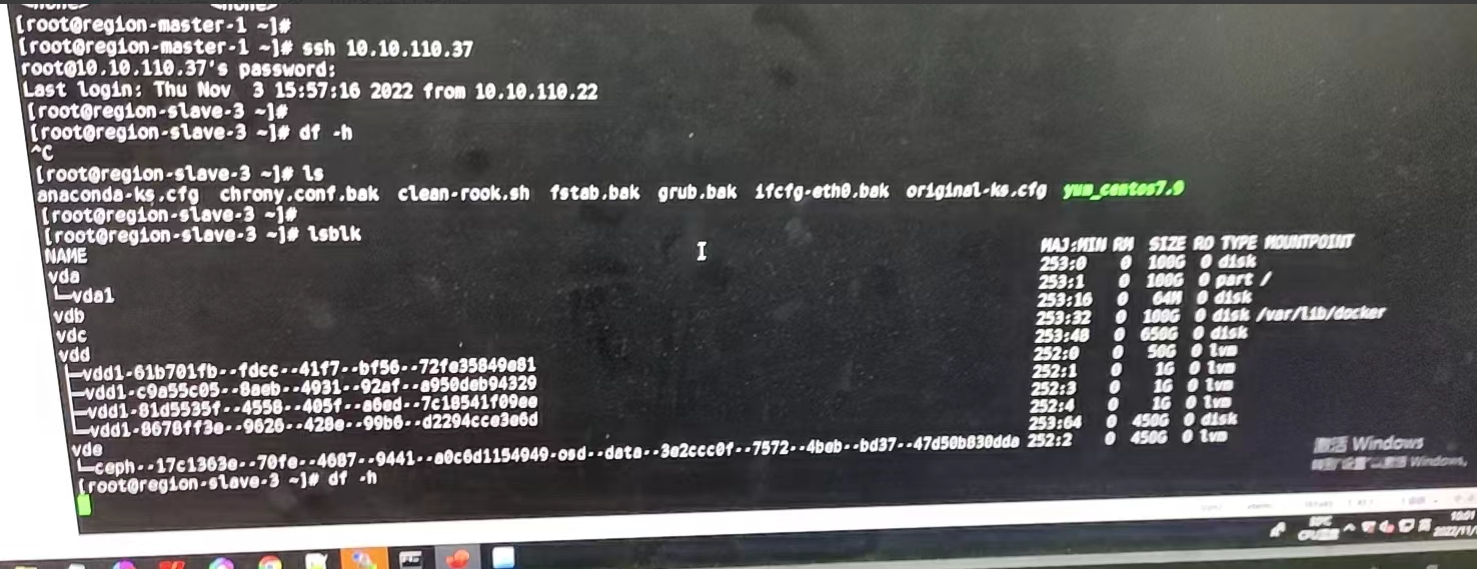 [root@region-master-1 ~]#
[root@region-master-1 ~]# ssh 10.10.110.37
root@10.10.110.37's password:
Last login: Thu Nov  3 15:57:16 2022 from 10.10.110.22
[root@region-slave-3 ~]#
[root@region-slave-3 ~]# df -h
^C
[root@region-slave-3 ~]# ls
anaconda-ks.cfg  chrony.conf.bak  clean-rook.sh  fstab.bak  grub.bak  ifcfg-eth0.bak  original-ks.cfg  yum_centos7.9
[root@region-slave-3 ~]#
[root@region-slave-3 ~]# lsblk
NAME MAJ:MIN RM SIZE RO TYPE MOUNTPOINT
vda 253:0 0 100G 0 disk
└─vda1 253:1 0 100G 0 part /
vdb 253:16 0 64M 0 disk
vdc 253:32 0 100G 0 disk /var/lib/docker
vdd 253:48 0 650G 0 disk
├─vdd1-61b701fb--fdcc--41f7--bf56--72fe35849e81 252:0 0 50G 0 lvm
├─vdd1-c9a55c05--8aeb--4931--92af--a950deb94329 252:1 0 1G 0 lvm
├─vdd1-81d5535f--4558--405f--a6ed--7c18541f09ee 252:3 0 1G 0 lvm
└─vdd1-8678ff3e--9626--428e--99b6--d2294cce3e6d 252:4 0 1G 0 lvm
vde 253:64 0 450G 0 disk
└─ceph--17c1363e--70fe--4687--9441--a0c6d1154949-osd--data--3e2ccc0f--7572--4beb--bd37--47d50b830dda 252:2 0 450G 0 lvm
[root@region-slave-3 ~]# df -h
激活 Windows
10:01